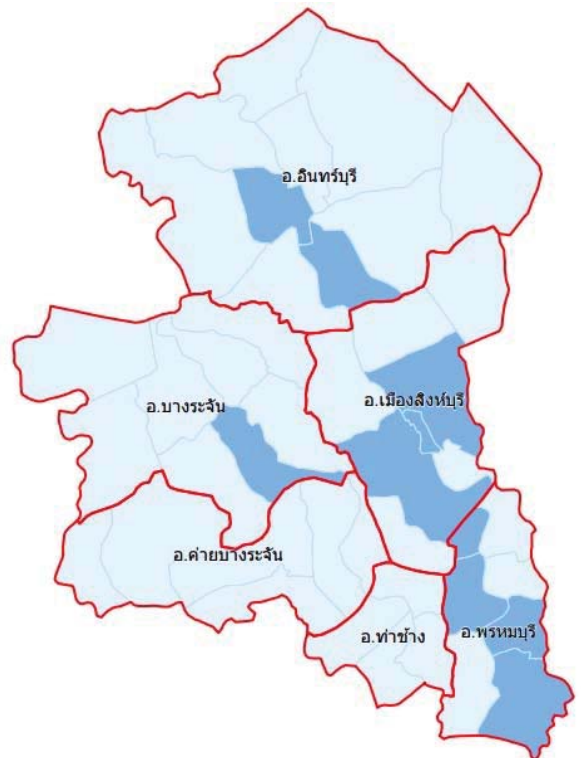 อ.อินทร์บุรี
อ.บางระจัน
อ.เมืองสิงห์บุรี
อ.ค่ายบางระจัน
อ.ท่าช้าง
อ.พรหมบุรี